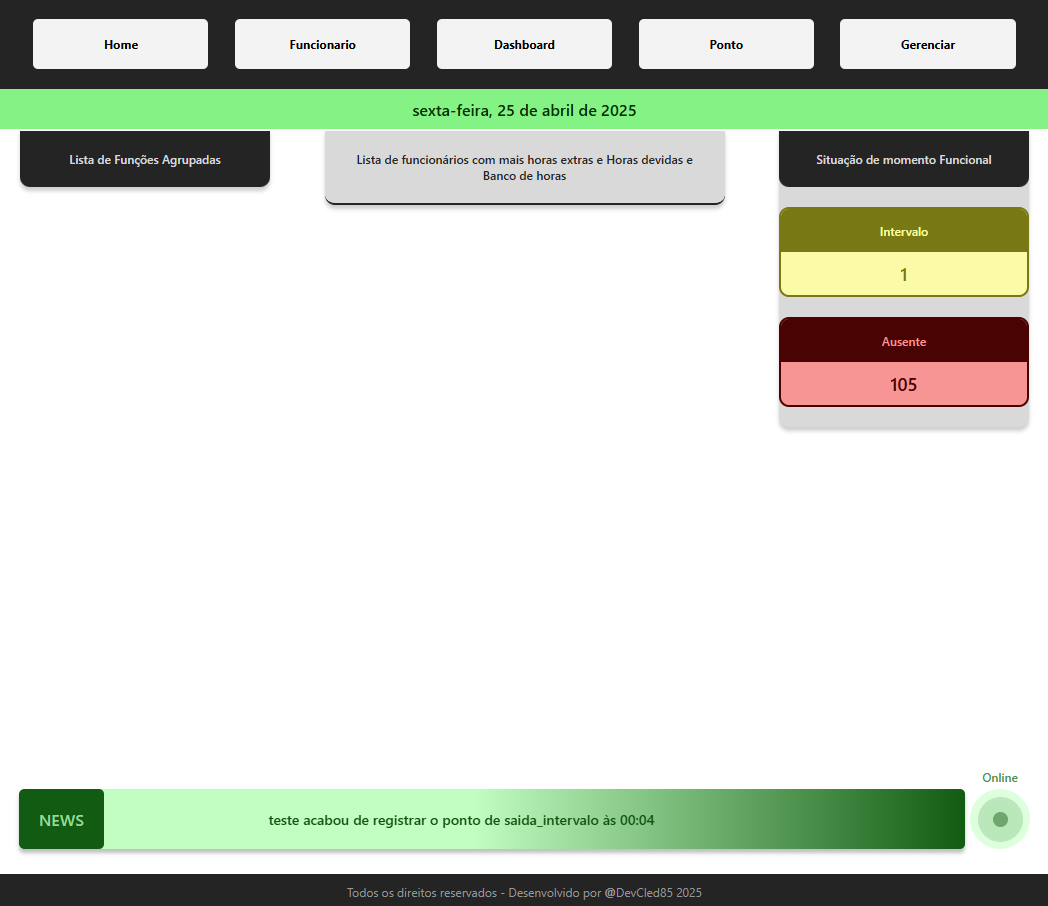 Home
Funcionario
Dashboard
Ponto
Gerenciar
sexta-feira, 25 de abril de 2025
Lista de Funções Agrupadas
Lista de funcionários com mais horas extras e Horas devidas e
Banco de horas
Situação de momento Funcional
Intervalo
1
Ausente
105
Online
NEWS
teste acabou de registrar o ponto de saida_intervalo às 00:04
Todos os direitos reservados - Desenvolvido por @DevCled85 2025